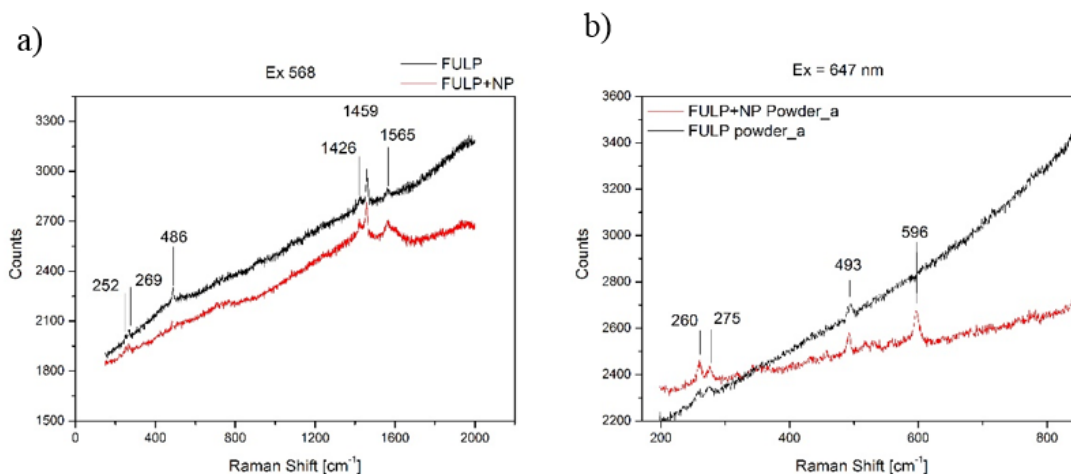 a)
Ex 568
FULP
FULP+NP
3300
3000
2700
2400
2100
1800
1500
Counts
252
269
486
1426
1459
1565
0 400 800 1200 1600 2000
Raman Shift [cm⁻¹]
b)
Ex = 647 nm
FULP+NP Powder_a
FULP powder_a
3600
3400
3200
3000
2800
2600
2400
2200
Counts
260
275
493
596
200 400 600 800
Raman Shift [cm⁻¹]